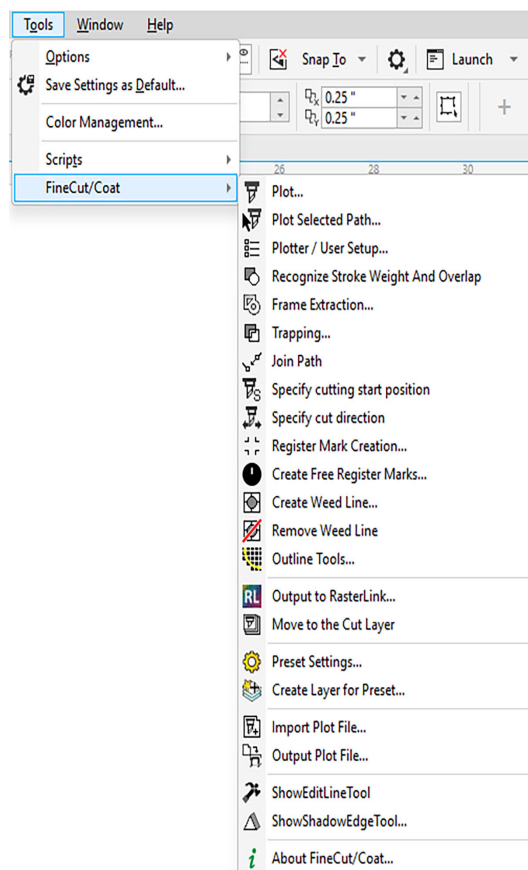 Tools Window Help
Options
Save Settings as Default...
Color Management...
Scripts
FineCut/Coat
Snap To Launch
0.25 "
0.25 "
26 28 30
Plot...
Plot Selected Path...
Plotter / User Setup...
Recognize Stroke Weight And Overlap
Frame Extraction...
Trapping...
Join Path
Specify cutting start position
Specify cut direction
Register Mark Creation...
Create Free Register Marks...
Create Weed Line...
Remove Weed Line
Outline Tools...
RL Output to RasterLink...
Move to the Cut Layer
Preset Settings...
Create Layer for Preset...
Import Plot File...
Output Plot File...
ShowEditLineTool
ShowShadowEdgeTool...
About FineCut/Coat...